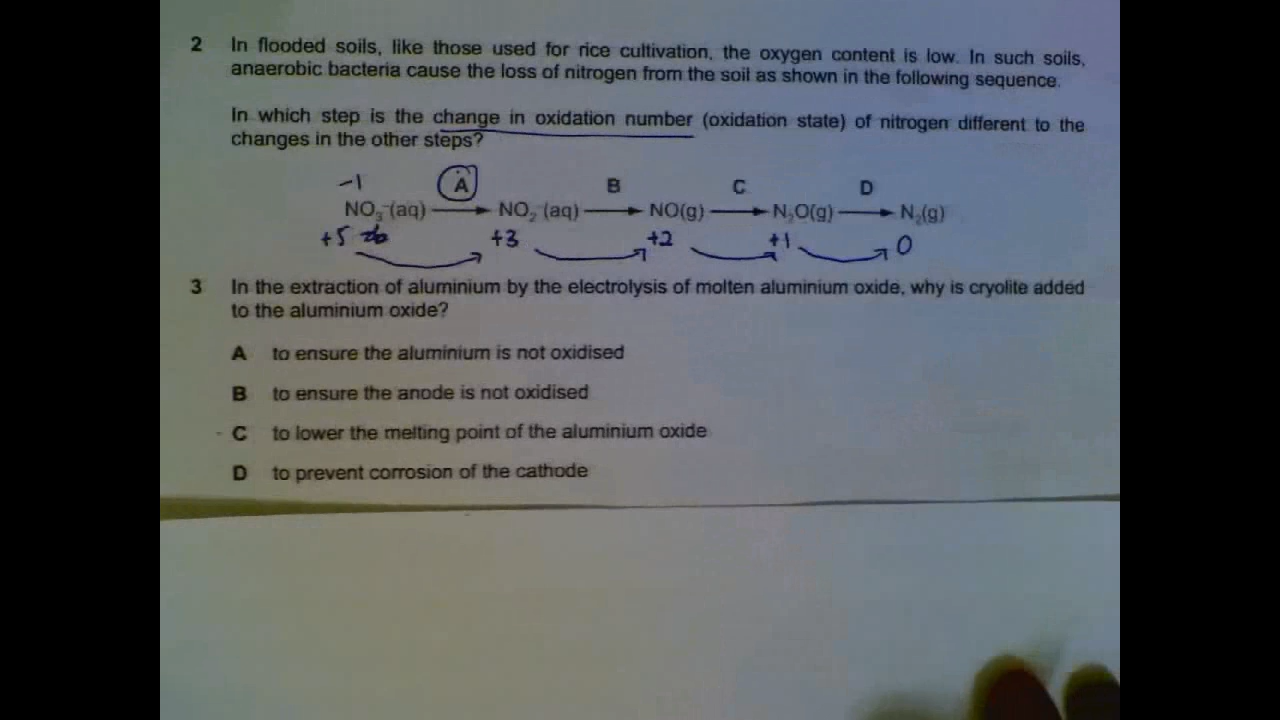 2 In flooded soils, like those used for rice cultivation, the oxygen content is low. In such soils,
anaerobic bacteria cause the loss of nitrogen from the soil as shown in the following sequence.
In which step is the change in oxidation number (oxidation state) of nitrogen different to the
changes in the other steps?
-1 A B C D
NO₃⁻(aq) → NO₂⁻(aq) → NO(g) → N₂O(g) → N₂(g)
+5 +3 +2 +1 0
3 In the extraction of aluminium by the electrolysis of molten aluminium oxide, why is cryolite added
to the aluminium oxide?
A to ensure the aluminium is not oxidised
B to ensure the anode is not oxidised
C to lower the melting point of the aluminium oxide
D to prevent corrosion of the cathode